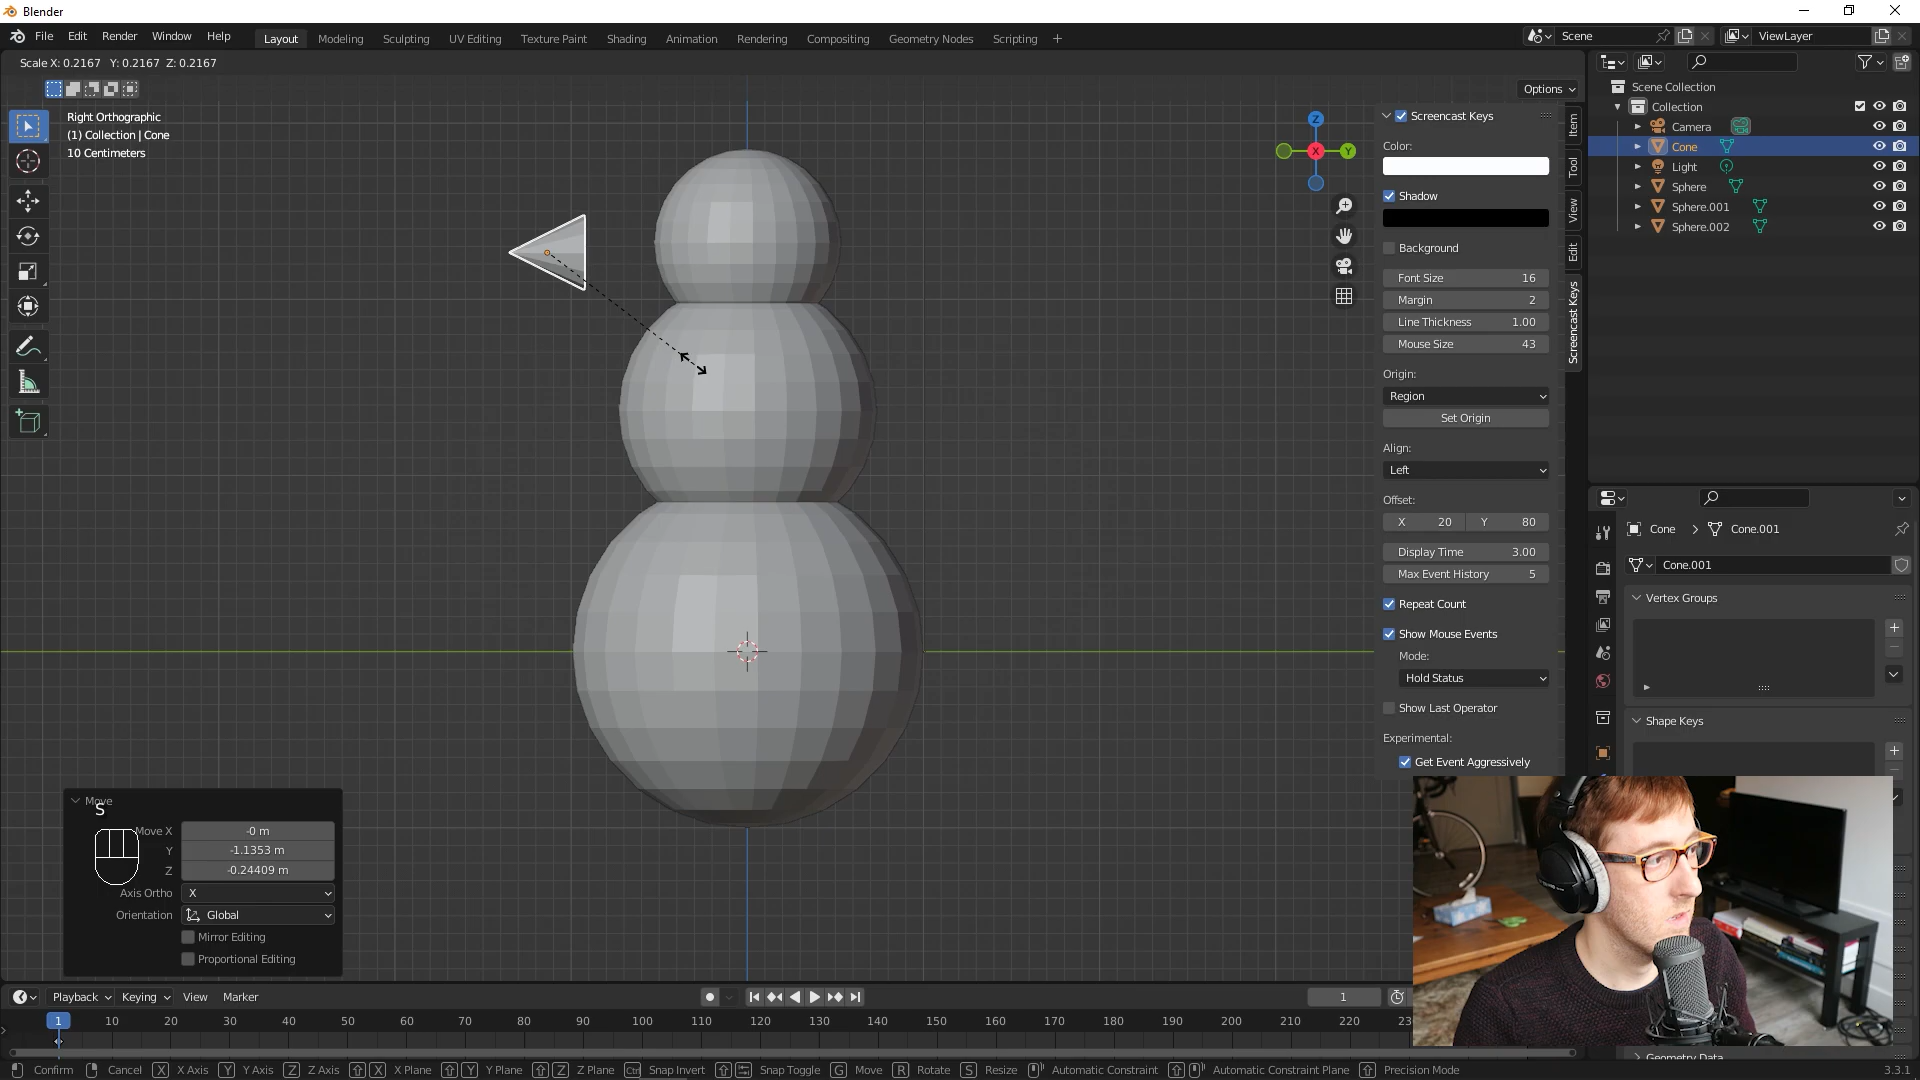 Blender
File Edit Render Window Help
Layout Modeling Sculpting UV Editing Texture Paint Shading Animation Rendering Compositing Geometry Nodes Scripting +
Scene
ViewLayer
Scale X: 0.2167 Y: 0.2167 Z: 0.2167
Options
Right Orthographic
(1) Collection | Cone
10 Centimeters
Z
X
Y
Screencast Keys
Color:
Shadow
Background
Font Size 16
Margin 2
Line Thickness 1.00
Mouse Size 43
Origin:
Region
Set Origin
Align:
Left
Offset:
X 20 Y 80
Display Time 3.00
Max Event History 5
Repeat Count
Show Mouse Events
Mode:
Hold Status
Show Last Operator
Experimental:
Get Event Aggressively
Item
Tool
View
Edit
Screencast Keys
Scene Collection
Collection
Camera
Cone
Light
Sphere
Sphere.001
Sphere.002
Cone > Cone.001
Cone.001
Vertex Groups
Shape Keys
Geometry Data
Move
S
Move X -0 m
Y -1.1353 m
Z -0.24409 m
Axis Ortho X
Orientation Global
Mirror Editing
Proportional Editing
Playback Keying View Marker
1
1 10 20 30 40 50 60 70 80 90 100 110 120 130 140 150 160 170 180 190 200 210 220 23
Confirm Cancel X X Axis Y Y Axis Z Z Axis X X Plane Y Y Plane Z Z Plane Ctrl Snap Invert Snap Toggle G Move R Rotate S Resize Automatic Constraint Automatic Constraint Plane Precision Mode
3.3.1